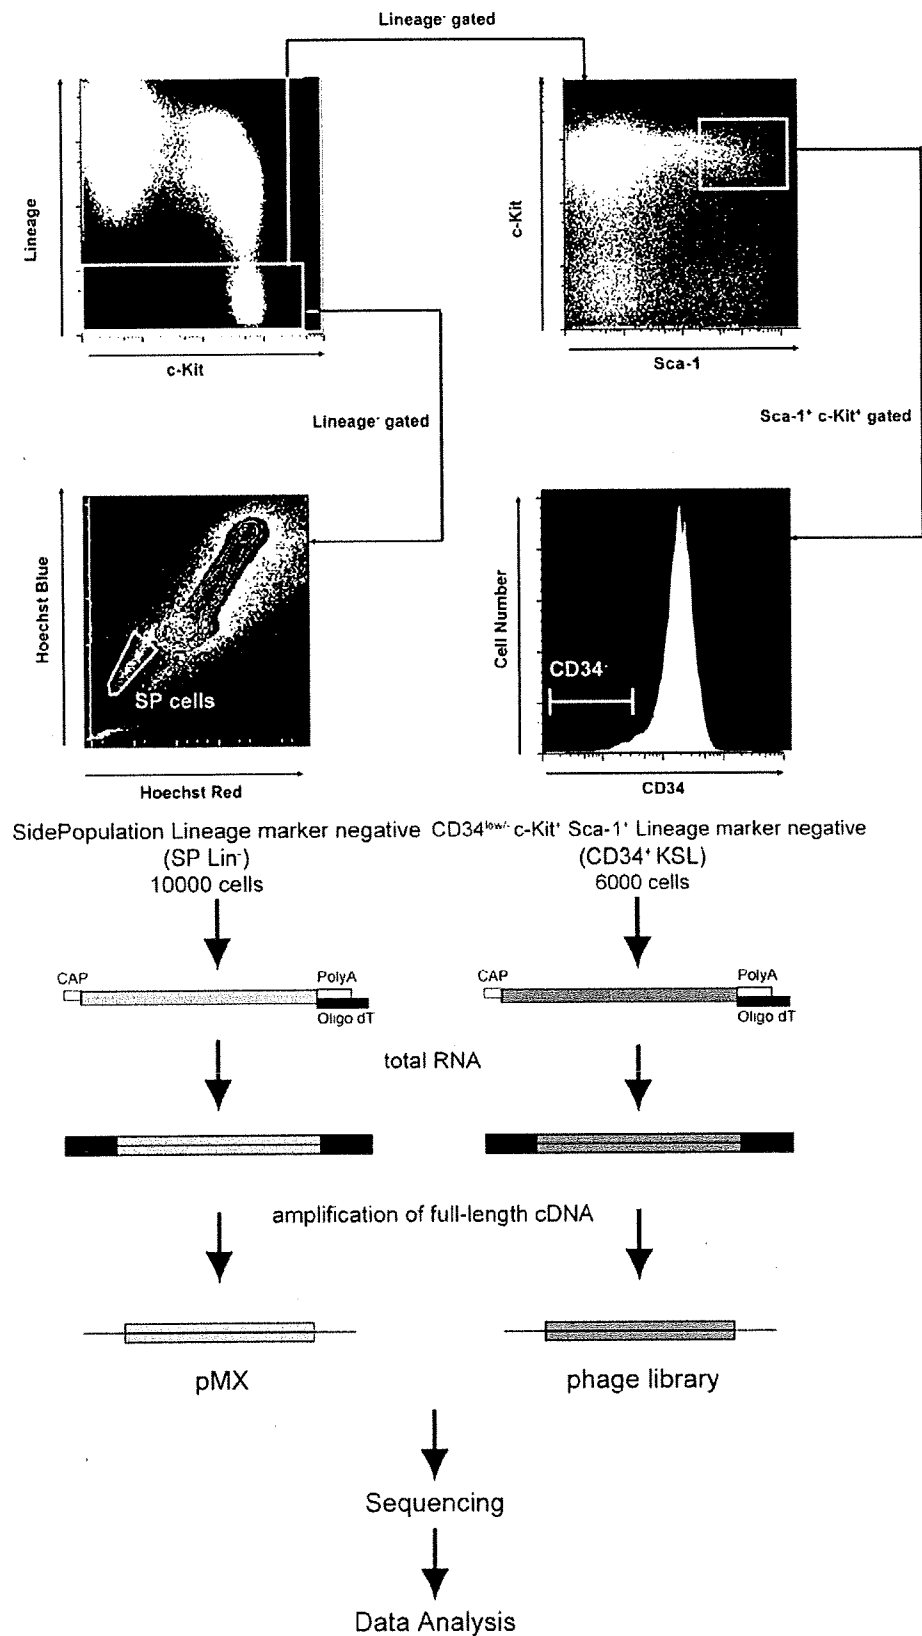 Lineage⁻ gated
Lineage
c-Kit
c-Kit
Sca-1
Lineage⁻ gated
Sca-1⁺ c-Kit⁺ gated
Hoechst Blue
SP cells
Hoechst Red
Cell Number
CD34⁻
CD34
SidePopulation Lineage marker negative
(SP Lin⁻)
10000 cells
CD34low/- c-Kit⁺ Sca-1⁺ Lineage marker negative
(CD34⁺ KSL)
6000 cells
CAP
PolyA
Oligo dT
CAP
PolyA
Oligo dT
total RNA
amplification of full-length cDNA
pMX
phage library
Sequencing
Data Analysis